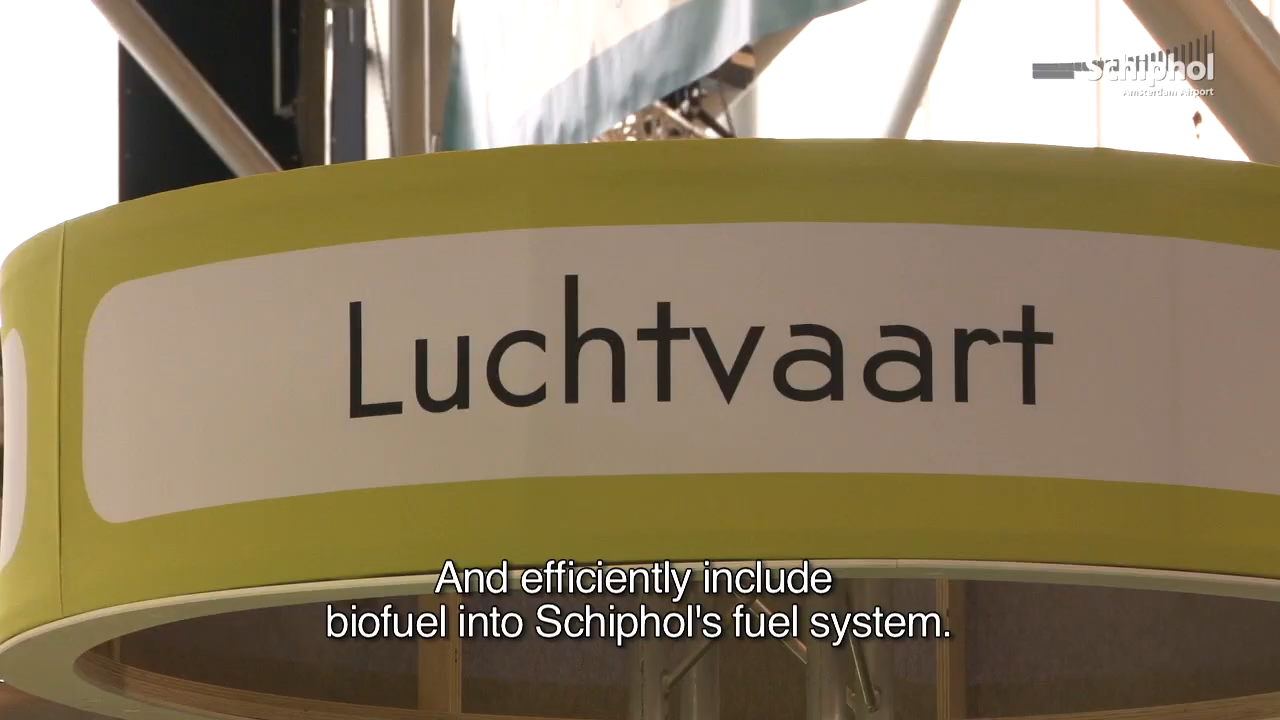 Schiphol
Amsterdam Airport
Luchtvaart
And efficiently include
biofuel into Schiphol's fuel system.